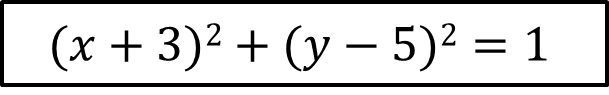 (x + 3)² + (y − 5)² = 1